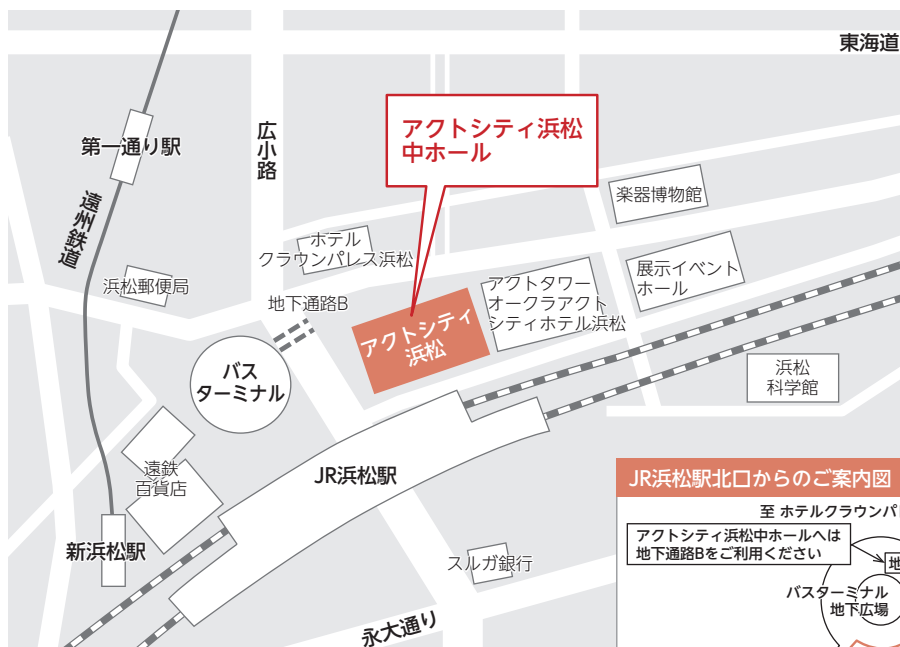 東海道
アクトシティ浜松
中ホール
広小路
第一通り駅
遠州鉄道
楽器博物館
ホテル
クラウンパレス浜松
展示イベント
ホール
浜松郵便局
アクトタワー
オークラアクト
シティホテル浜松
地下通路B
アクトシティ
浜松
バス
ターミナル
浜松
科学館
遠鉄
百貨店
JR浜松駅
新浜松駅
スルガ銀行
永大通り
JR浜松駅北口からのご案内図
至 ホテルクラウンパ
アクトシティ浜松中ホールへは
地下通路Bをご利用ください
地
バスターミナル
地下広場